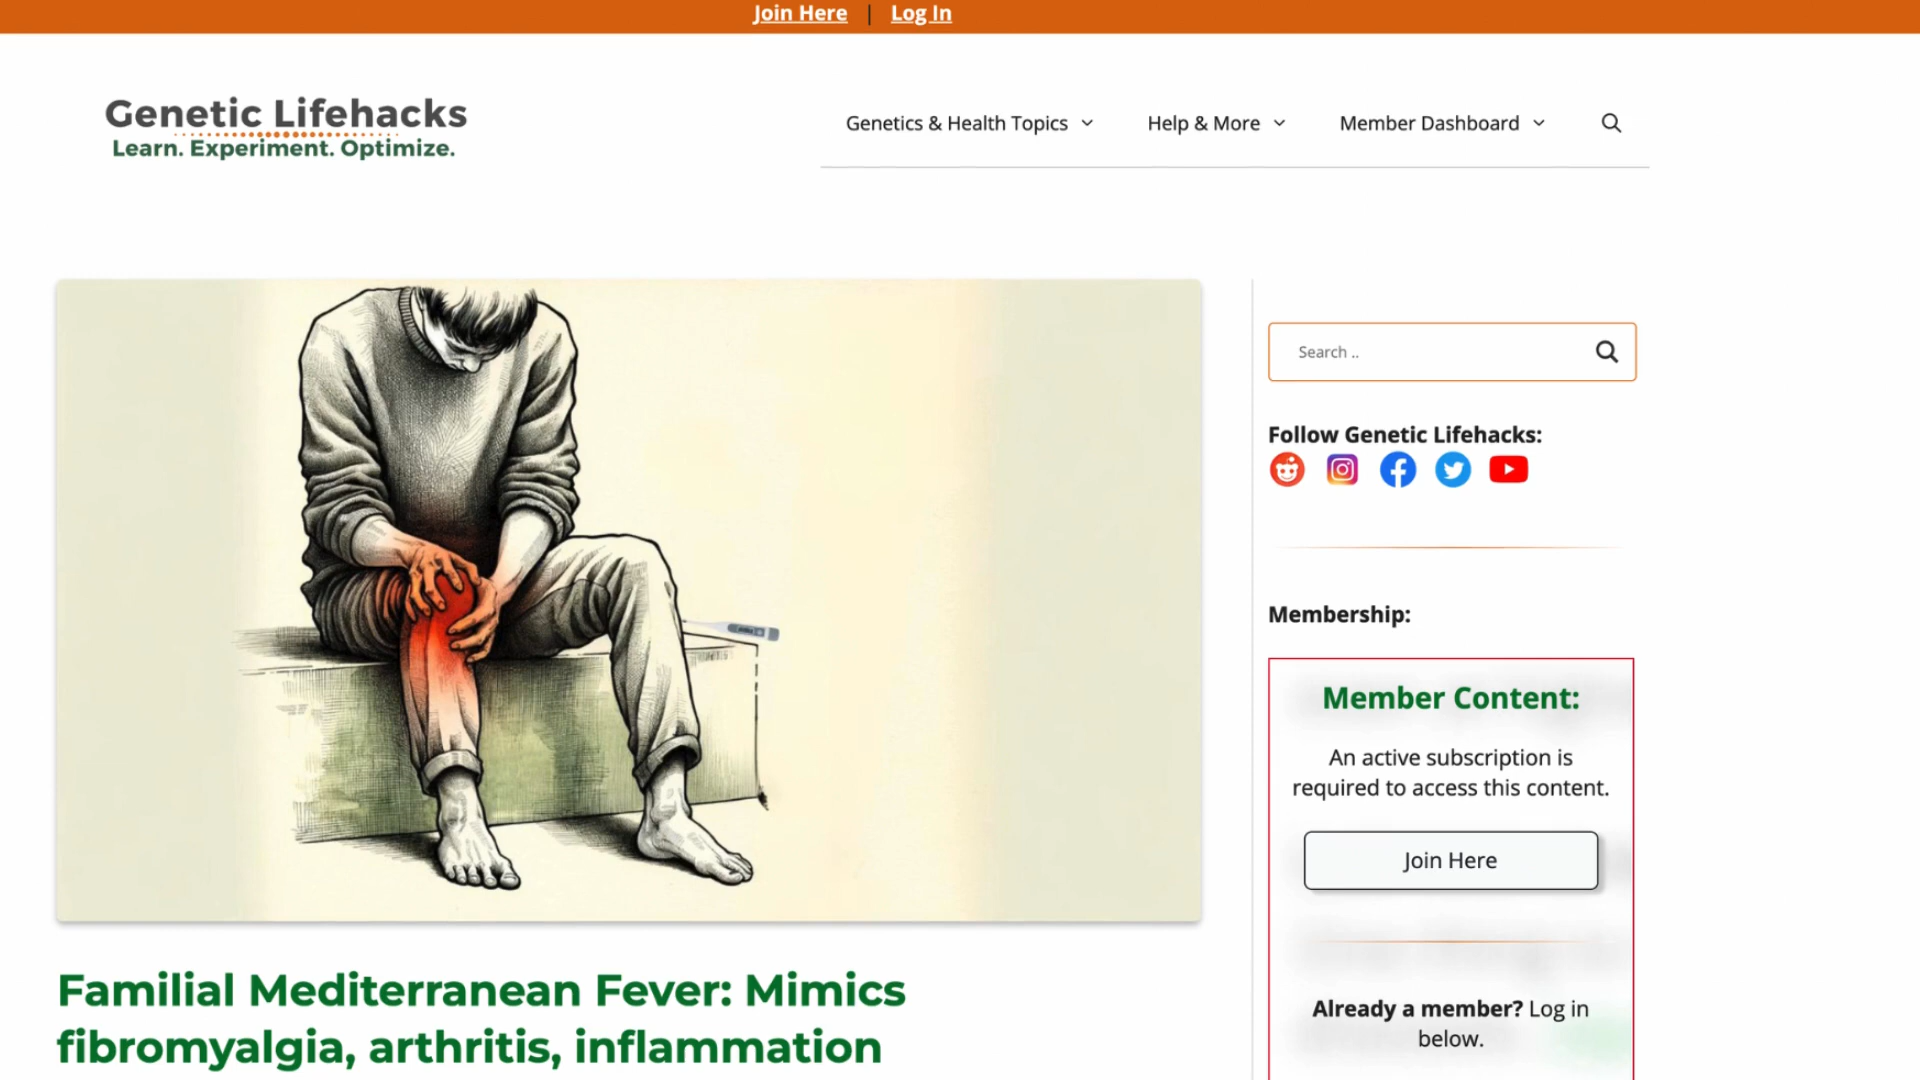 Join Here | Log In
Genetic Lifehacks
Learn. Experiment. Optimize.
Genetics & Health Topics
Help & More
Member Dashboard
Search ..
Follow Genetic Lifehacks:
Membership:
Member Content:
An active subscription is
required to access this content.
Join Here
Already a member? Log in
below.
Familial Mediterranean Fever: Mimics
fibromyalgia, arthritis, inflammation